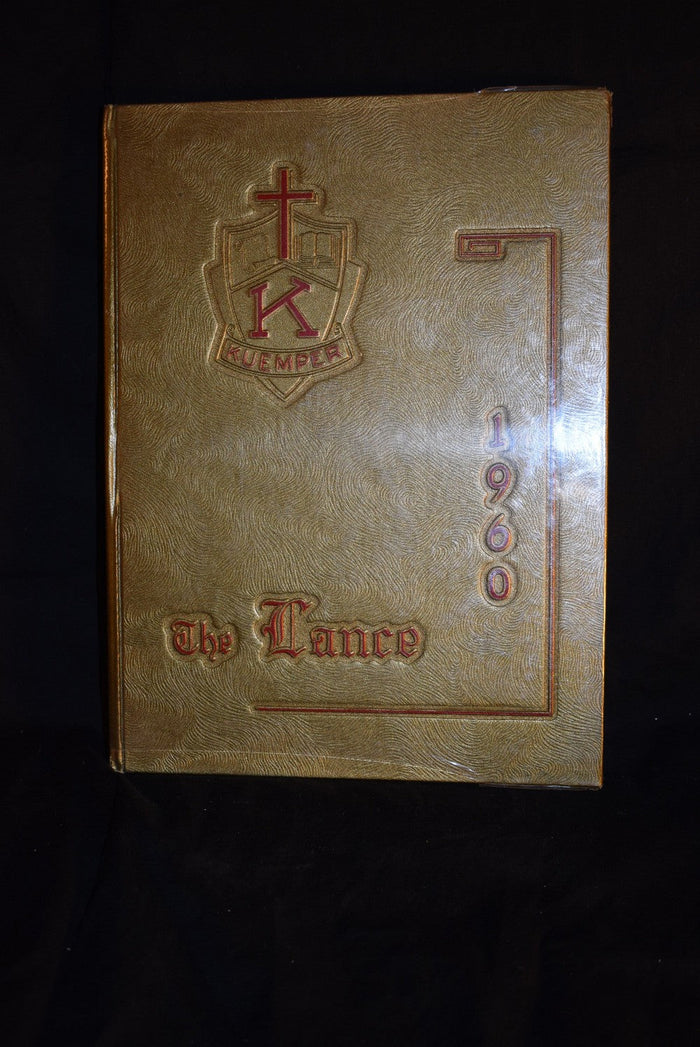 K
KUEMPER
1960
The Lance